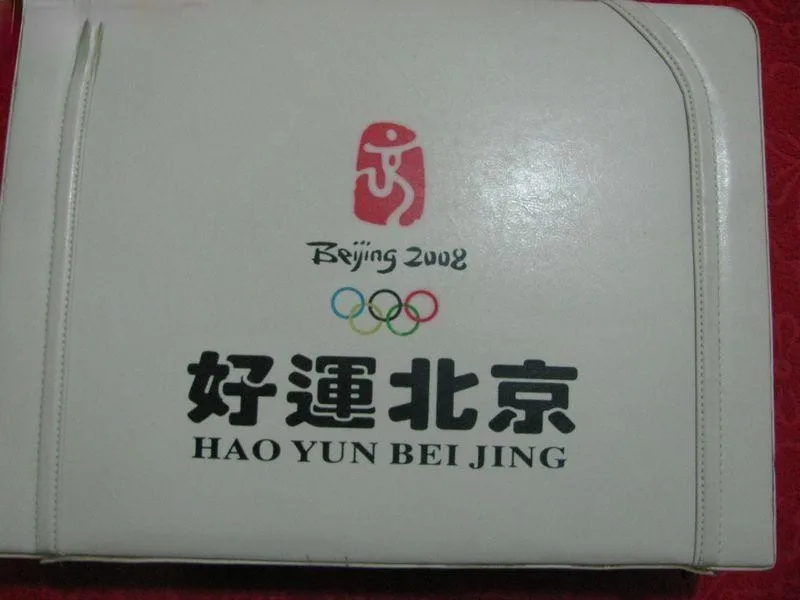 Beijing 2008
好運北京
HAO YUN BEI JING